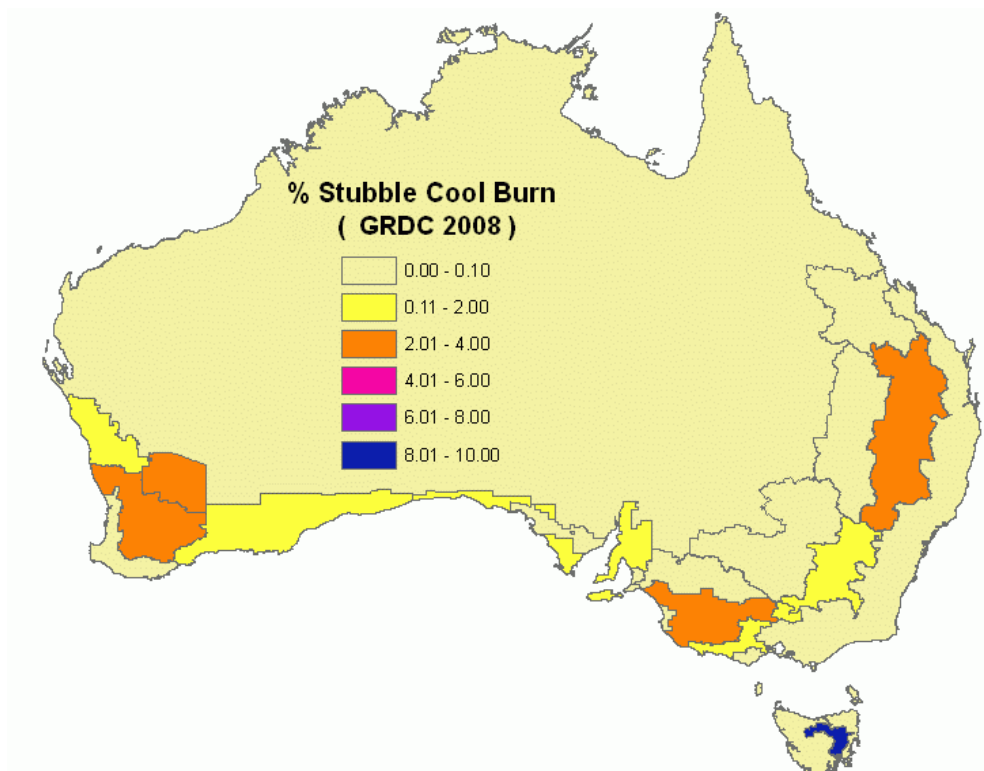 % Stubble Cool Burn
( GRDC 2008 )
0.00 - 0.10
0.11 - 2.00
2.01 - 4.00
4.01 - 6.00
6.01 - 8.00
8.01 - 10.00